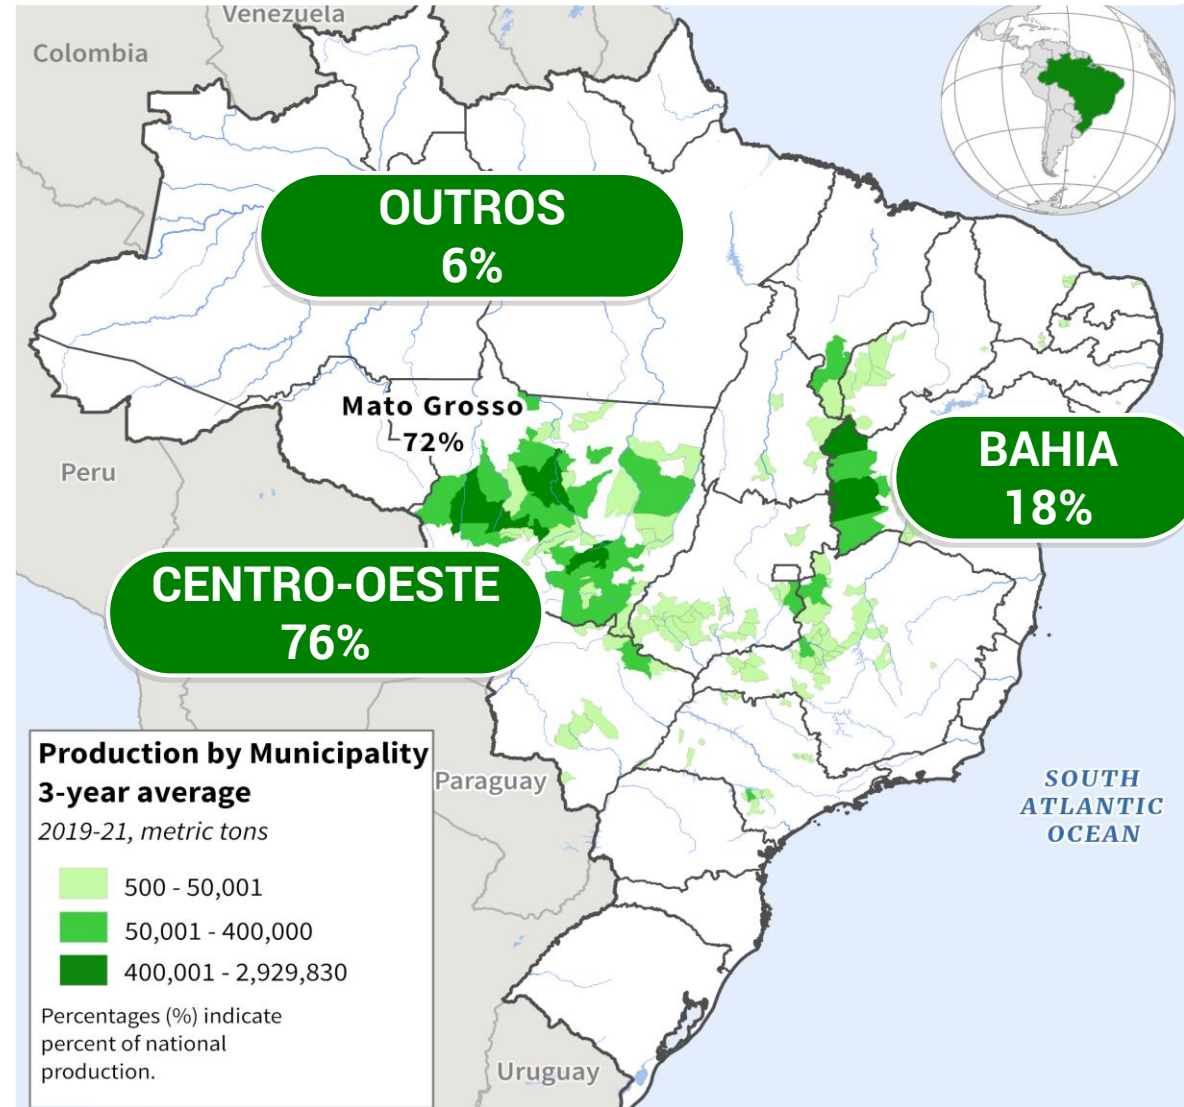 Venezuela
Colombia
OUTROS
6%
Mato Grosso
72%
Peru
BAHIA
18%
CENTRO-OESTE
76%
Production by Municipality
3-year average
2019-21, metric tons
500 - 50,001
50,001 - 400,000
400,001 - 2,929,830
Percentages (%) indicate
percent of national
production.
Paraguay
SOUTH
ATLANTIC
OCEAN
Uruguay